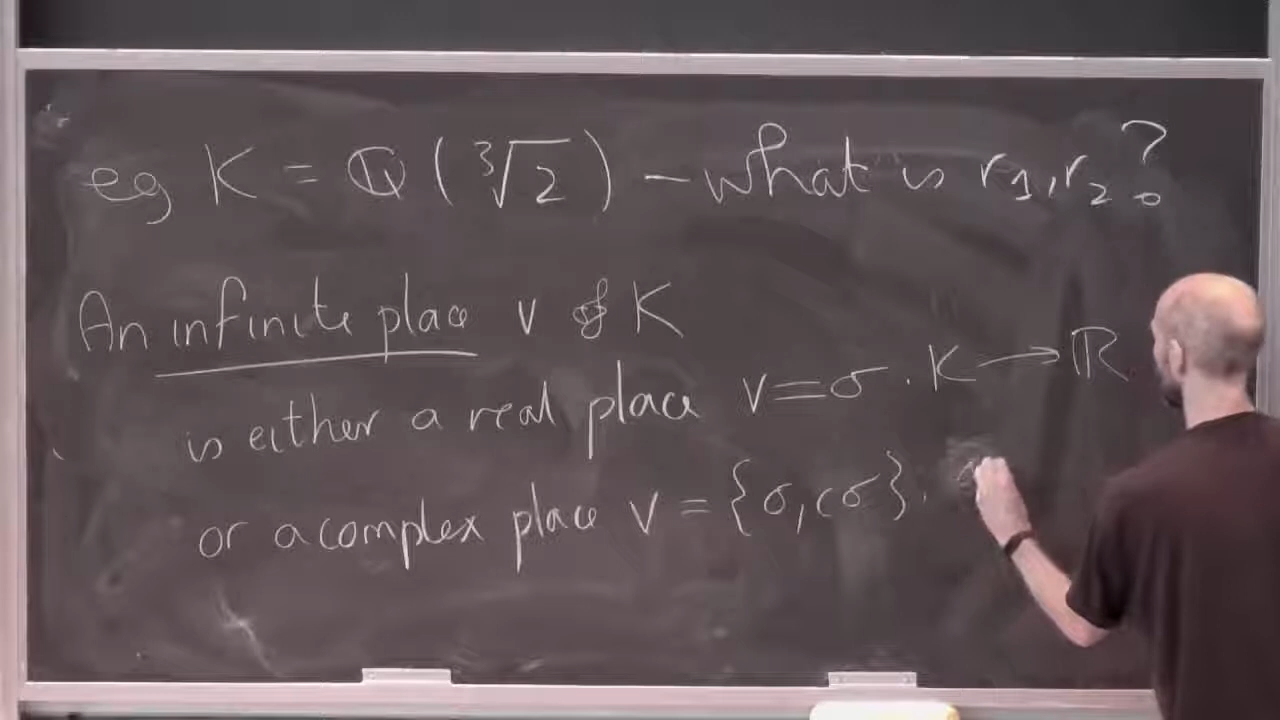 eg K = ℚ(∛2) – what is r₁, r₂?
An infinite place v of K
is either a real place v = σ. K → ℝ
or a complex place v = {σ, cσ}.